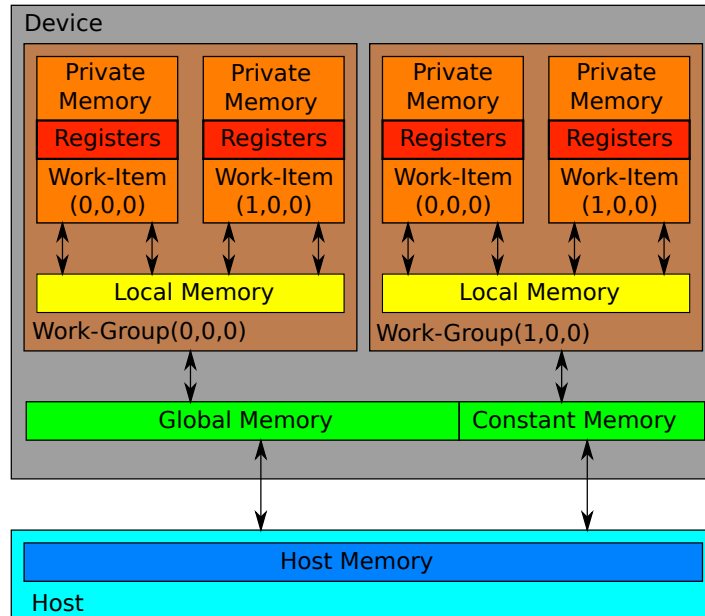 Device
Private Memory
Private Memory
Private Memory
Private Memory
Registers
Registers
Registers
Registers
Work-Item (0,0,0)
Work-Item (1,0,0)
Work-Item (0,0,0)
Work-Item (1,0,0)
Local Memory
Local Memory
Work-Group(0,0,0)
Work-Group(1,0,0)
Global Memory
Constant Memory
Host Memory
Host